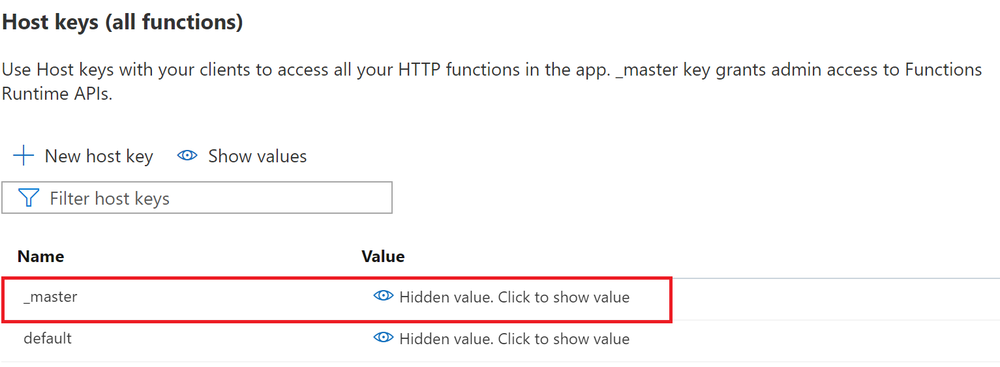 Host keys (all functions)
Use Host keys with your clients to access all your HTTP functions in the app. _master key grants admin access to Functions
Runtime APIs.
New host key Show values
Filter host keys
Name Value
_master Hidden value. Click to show value
default Hidden value. Click to show value